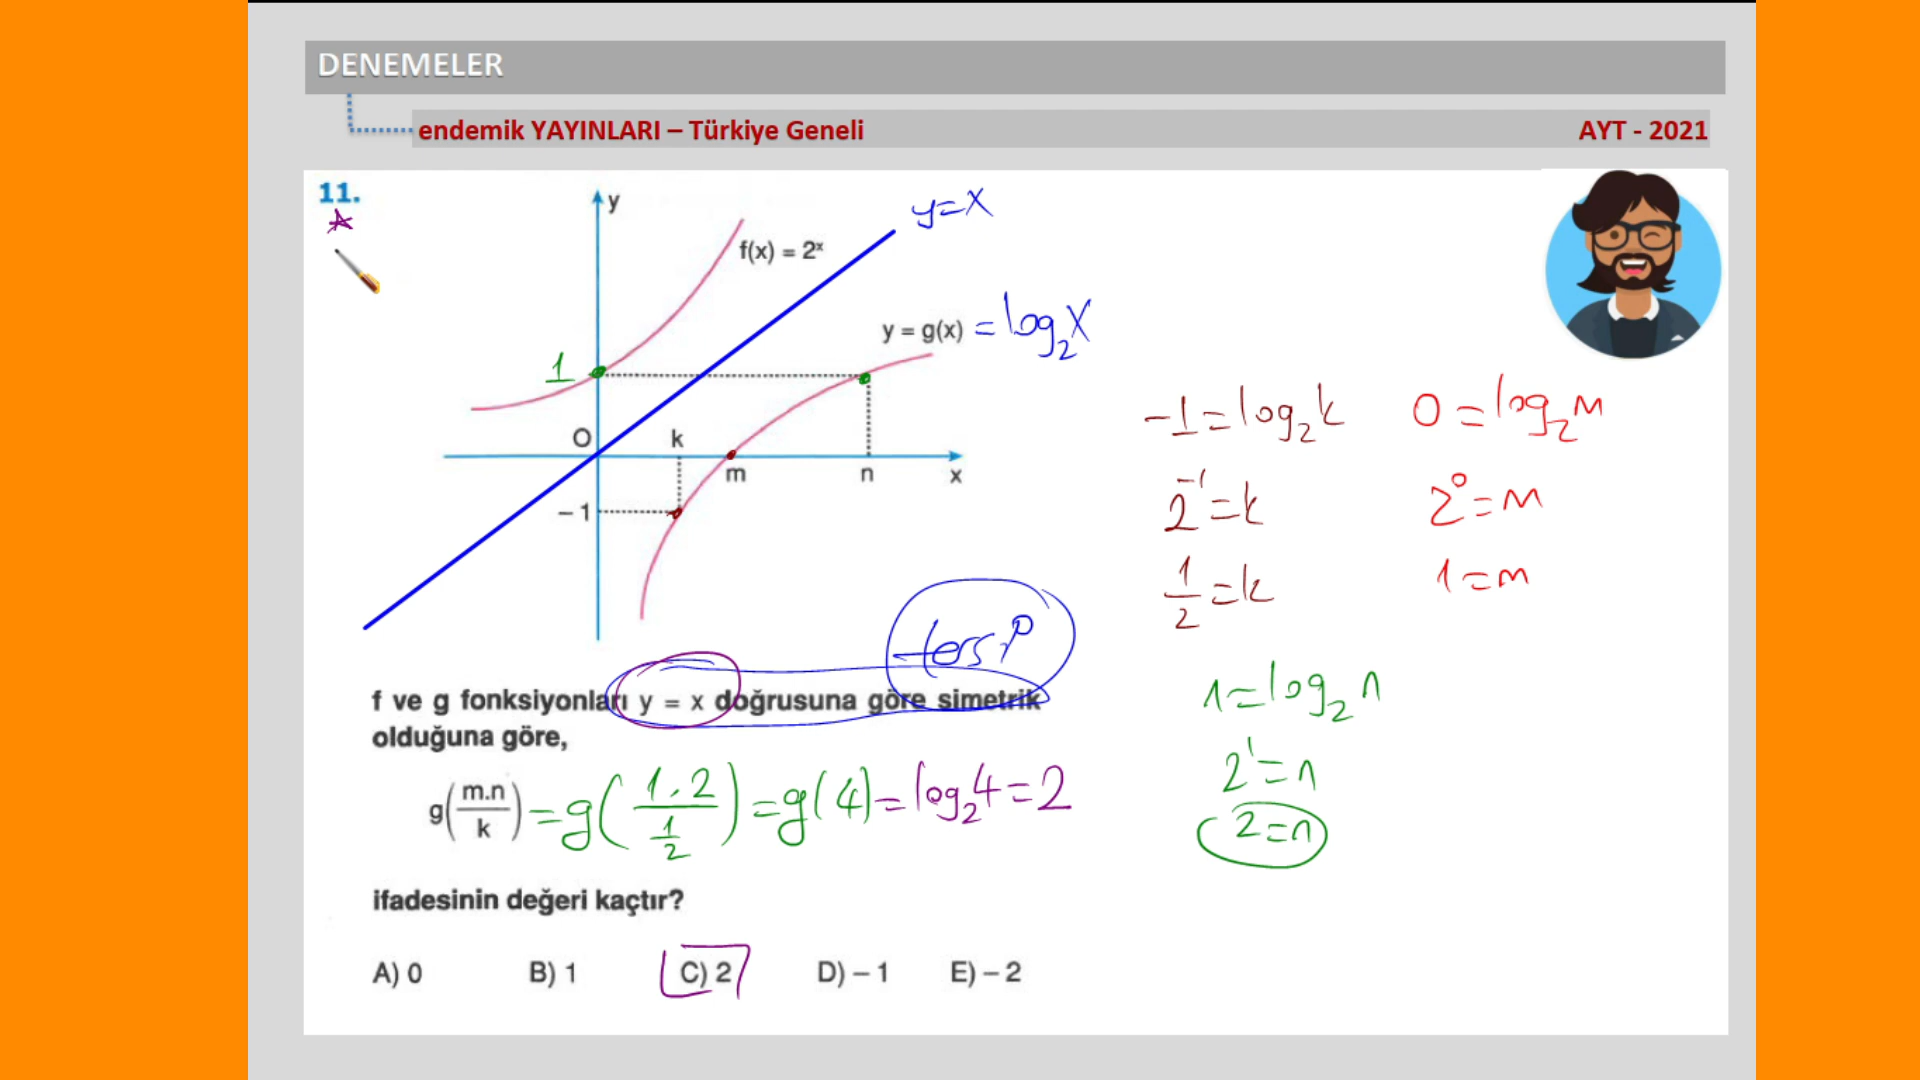 DENEMELER
endemik YAYINLARI – Türkiye Geneli AYT - 2021
11.
y
y=x
f(x) = 2ˣ
y = g(x) = log₂x
1
O k
m n x
– 1
-1=log₂k
2⁻¹=k
1/2=k
0=log₂m
2⁰=m
1=m
1=log₂n
2¹=n
2=n
tersi
f ve g fonksiyonları y = x doğrusuna göre simetrik
olduğuna göre,
g(m.n/k) = g(1.2/(1/2)) = g(4) = log₂4 = 2
ifadesinin değeri kaçtır?
A) 0 B) 1 C) 2 D) – 1 E) – 2